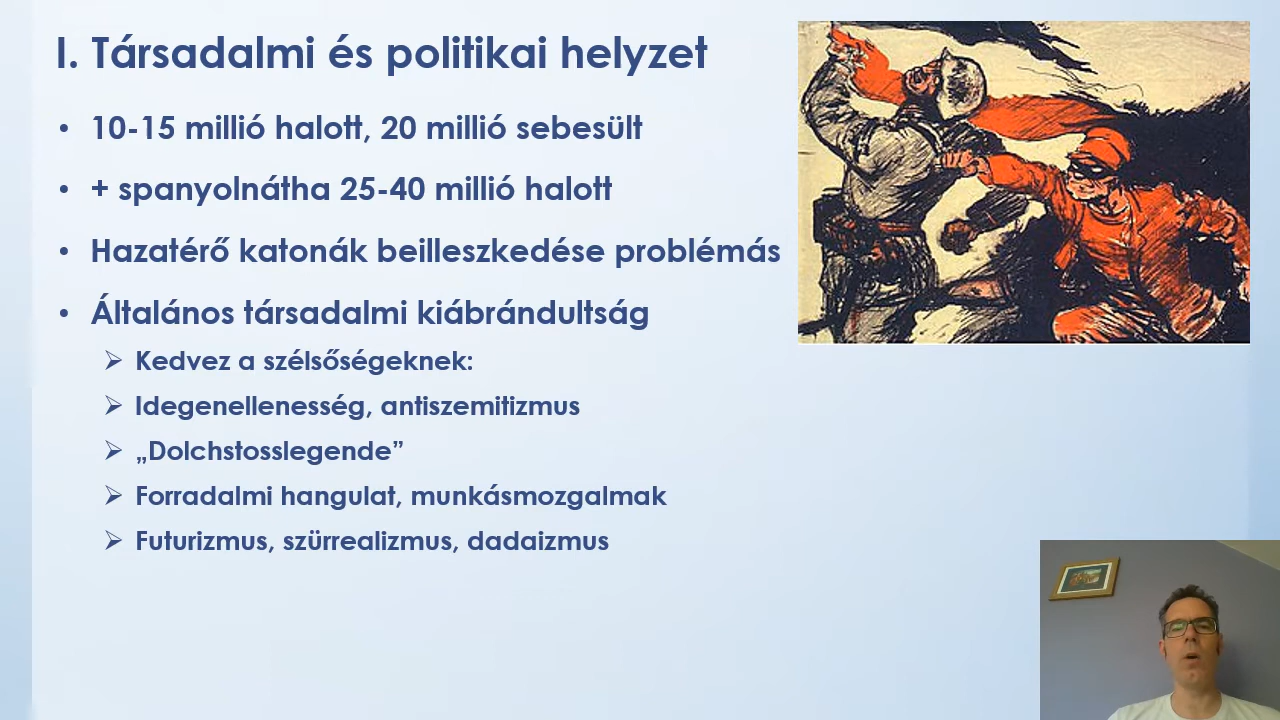 I. Társadalmi és politikai helyzet
• 10-15 millió halott, 20 millió sebesült
• + spanyolnátha 25-40 millió halott
• Hazatérő katonák beilleszkedése problémás
• Általános társadalmi kiábrándultság
➢ Kedvez a szélsőségeknek:
➢ Idegenellenesség, antiszemitizmus
➢ „Dolchstosslegende”
➢ Forradalmi hangulat, munkásmozgalmak
➢ Futurizmus, szürrealizmus, dadaizmus